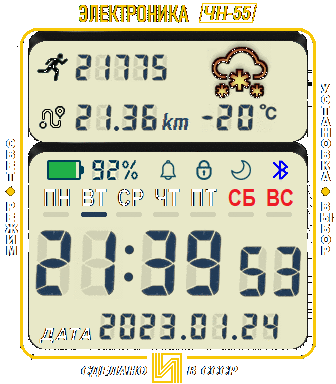 ЭЛЕКТРОНИКА /ЧН-55/
21775
21.36 km -20°C
92%
ПН ВТ СР ЧТ ПТ СБ ВС
21:39 53
ДАТА 2023.01.24
СДЕЛАНО В СССР
РЕЖИМ • СВЕТ
УСТАНОВКА • ВЫБОР